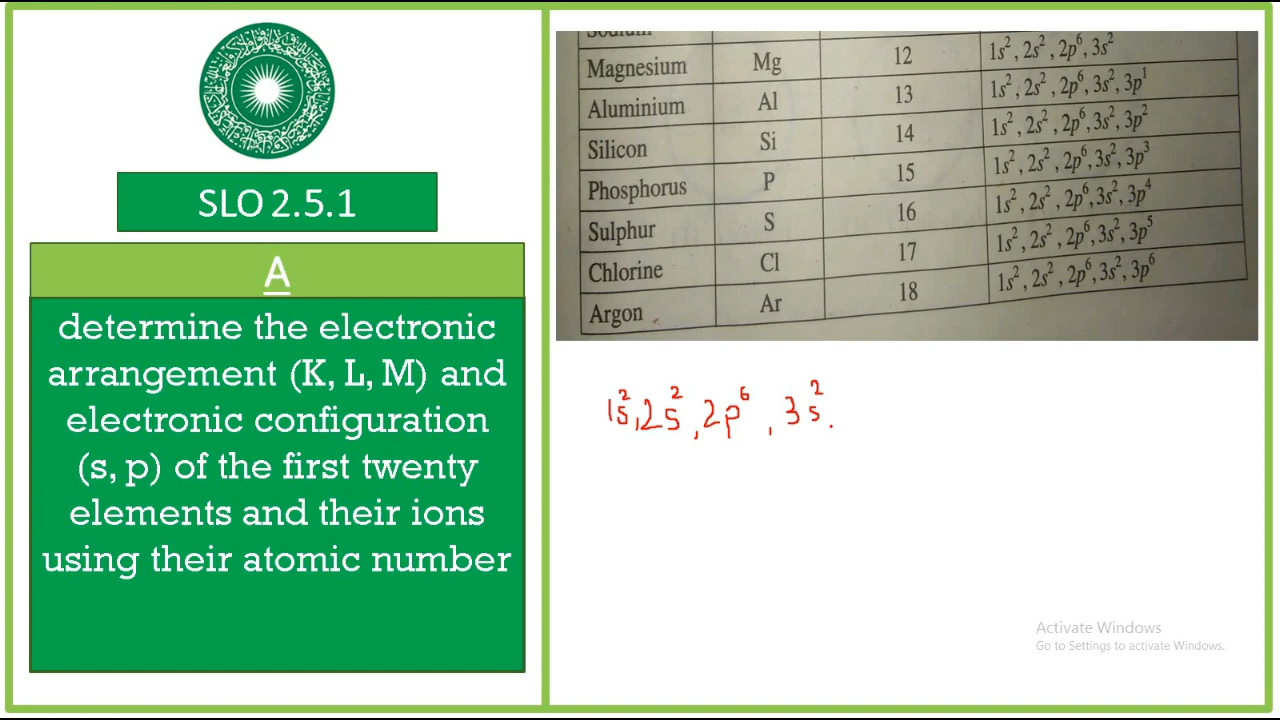 SLO 2.5.1
A
determine the electronic
arrangement (K, L, M) and
electronic configuration
(s, p) of the first twenty
elements and their ions
using their atomic number
Magnesium Mg 12 1s², 2s², 2p⁶, 3s²
Aluminium Al 13 1s², 2s², 2p⁶, 3s², 3p¹
Silicon Si 14 1s², 2s², 2p⁶, 3s², 3p²
Phosphorus P 15 1s², 2s², 2p⁶, 3s², 3p³
Sulphur S 16 1s², 2s², 2p⁶, 3s², 3p⁴
Chlorine Cl 17 1s², 2s², 2p⁶, 3s², 3p⁵
Argon Ar 18 1s², 2s², 2p⁶, 3s², 3p⁶
1s², 2s², 2p⁶, 3s².
Activate Windows
Go to Settings to activate Windows.